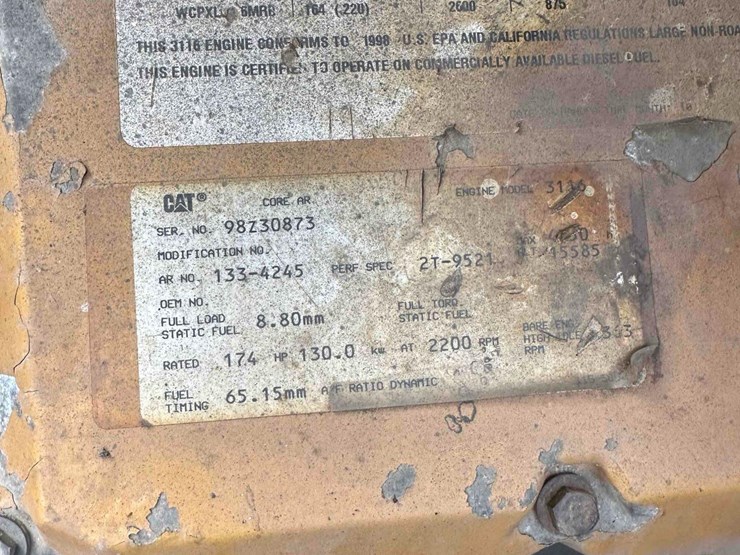 6MRB 164 (.220) 2600 875
THIS 3116 ENGINE CONFORMS TO 1998 U.S. EPA AND CALIFORNIA REGULATIONS LARGE NON ROA
THIS ENGINE IS CERTIFIED TO OPERATE ON COMMERCIALLY AVAILABLE DIESEL FUEL.
CAT® CORE AR ENGINE MODEL 3116
SER. NO. 98Z30873
MODIFICATION NO. MAX
AR NO. 133-4245 PERF SPEC 2T-9521 15585
OEM NO.
FULL LOAD STATIC FUEL 8.80mm FULL TORQ. STATIC FUEL
RATED 174 HP 130.0 kw AT 2200 RPM BARE ENG. HIGH IDLE RPM
FUEL TIMING 65.15mm A/F RATIO DYNAMIC